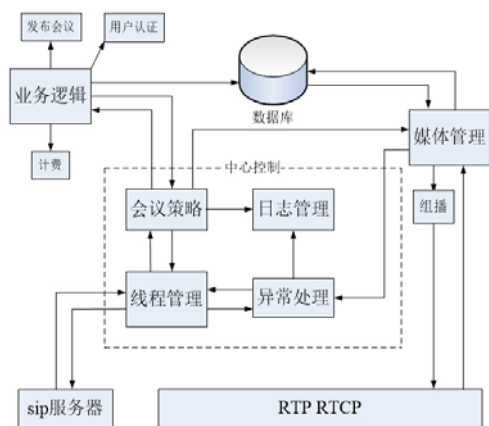 发布会议
用户认证
业务逻辑
数据库
媒体管理
计费
中心控制
会议策略
日志管理
组播
线程管理
异常处理
sip服务器
RTP RTCP